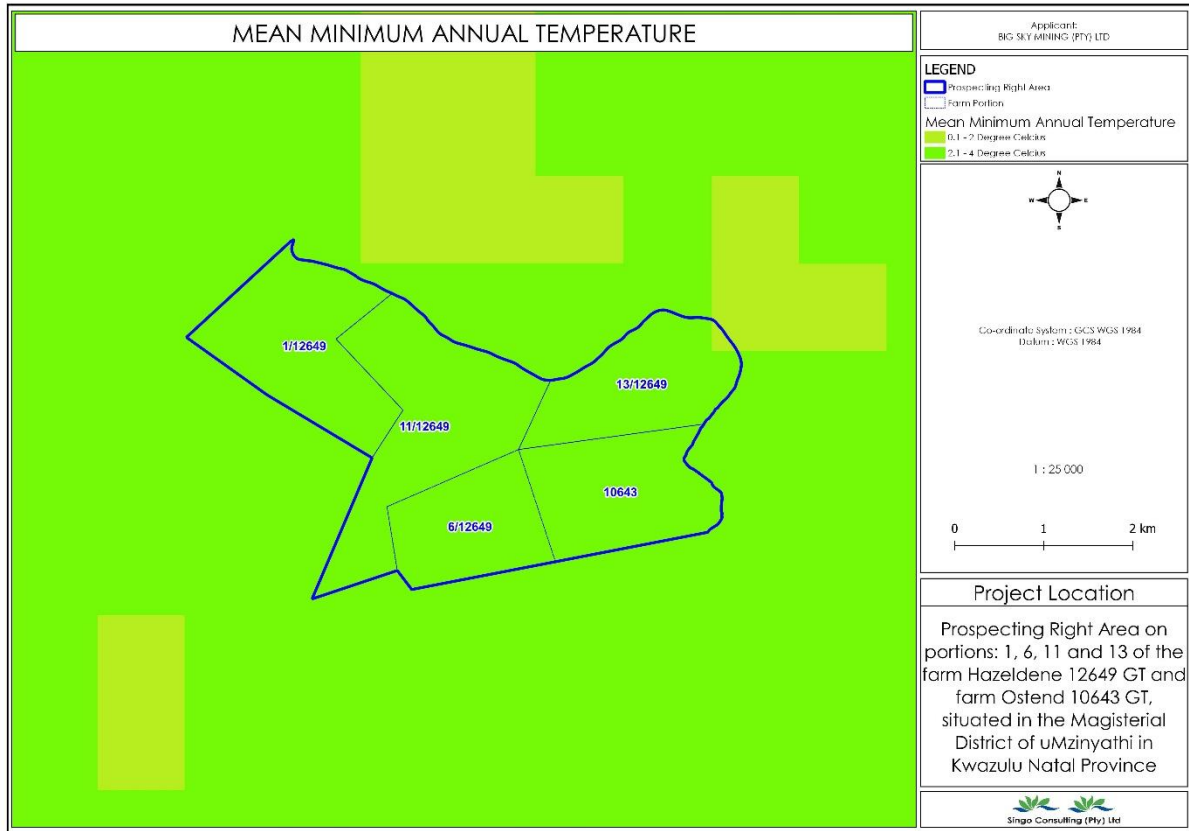 MEAN MINIMUM ANNUAL TEMPERATURE
1/12649
11/12649
13/12649
6/12649
10643
Applicant:
BIG SKY MINING (PTY) LTD
LEGEND
Prospecting Right Area
Farm Portion
Mean Minimum Annual Temperature
0.1 - 2 Degree Celcius
2.1 - 4 Degree Celcius
N
W E
S
Co-ordinate System : GCS WGS 1984
Datum : WGS 1984
1 : 25 000
0 1 2 km
Project Location
Prospecting Right Area on
portions: 1, 6, 11 and 13 of the
farm Hazeldene 12649 GT and
farm Ostend 10643 GT,
situated in the Magisterial
District of uMzinyathi in
Kwazulu Natal Province
Singo Consulting (Pty) Ltd